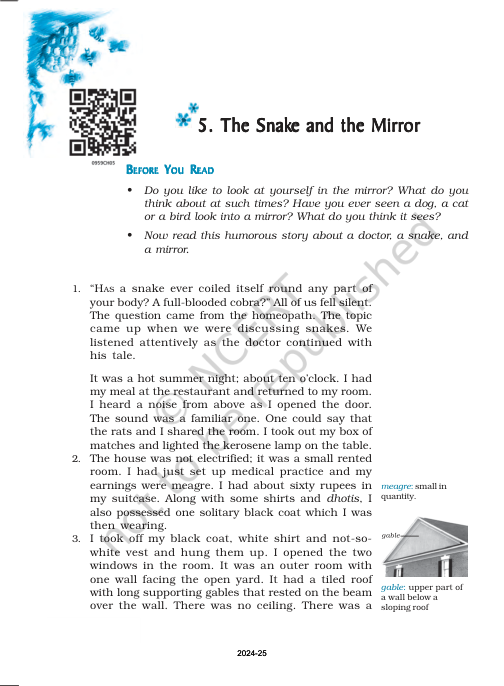 0959CH05
5. The Snake and the Mirror
BEFORE YOU READ
• Do you like to look at yourself in the mirror? What do you
think about at such times? Have you ever seen a dog, a cat
or a bird look into a mirror? What do you think it sees?
• Now read this humorous story about a doctor, a snake, and
a mirror.
1. “HAS a snake ever coiled itself round any part of
your body? A full-blooded cobra?” All of us fell silent.
The question came from the homeopath. The topic
came up when we were discussing snakes. We
listened attentively as the doctor continued with
his tale.
It was a hot summer night; about ten o’clock. I had
my meal at the restaurant and returned to my room.
I heard a noise from above as I opened the door.
The sound was a familiar one. One could say that
the rats and I shared the room. I took out my box of
matches and lighted the kerosene lamp on the table.
2. The house was not electrified; it was a small rented
room. I had just set up medical practice and my
earnings were meagre. I had about sixty rupees in
my suitcase. Along with some shirts and dhotis, I
also possessed one solitary black coat which I was
then wearing.
3. I took off my black coat, white shirt and not-so-
white vest and hung them up. I opened the two
windows in the room. It was an outer room with
one wall facing the open yard. It had a tiled roof
with long supporting gables that rested on the beam
over the wall. There was no ceiling. There was a
meagre: small in
quantity.
gable
gable: upper part of
a wall below a
sloping roof
© NCERT
not to be republished
2024-25